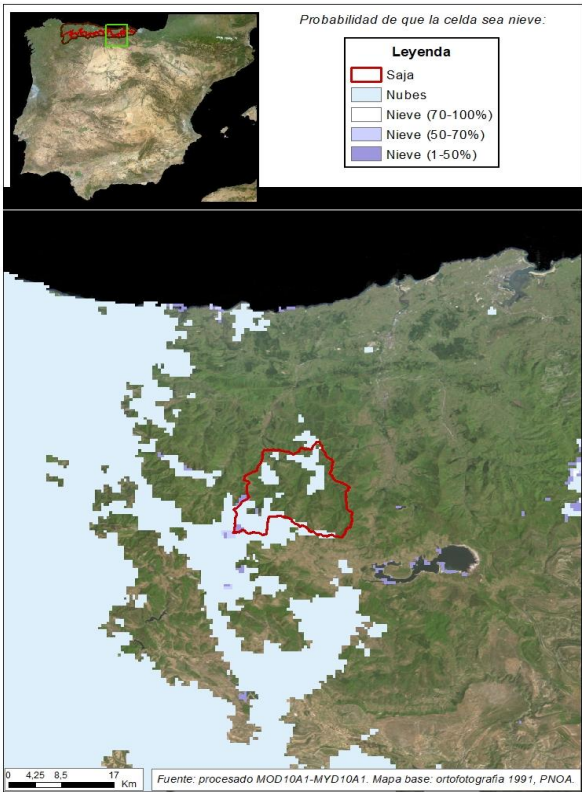 Probabilidad de que la celda sea nieve:
Leyenda
Saja
Nubes
Nieve (70-100%)
Nieve (50-70%)
Nieve (1-50%)
0 4,25 8,5 17
Km
Fuente: procesado MOD10A1-MYD10A1. Mapa base: ortofotografia 1991, PNOA.